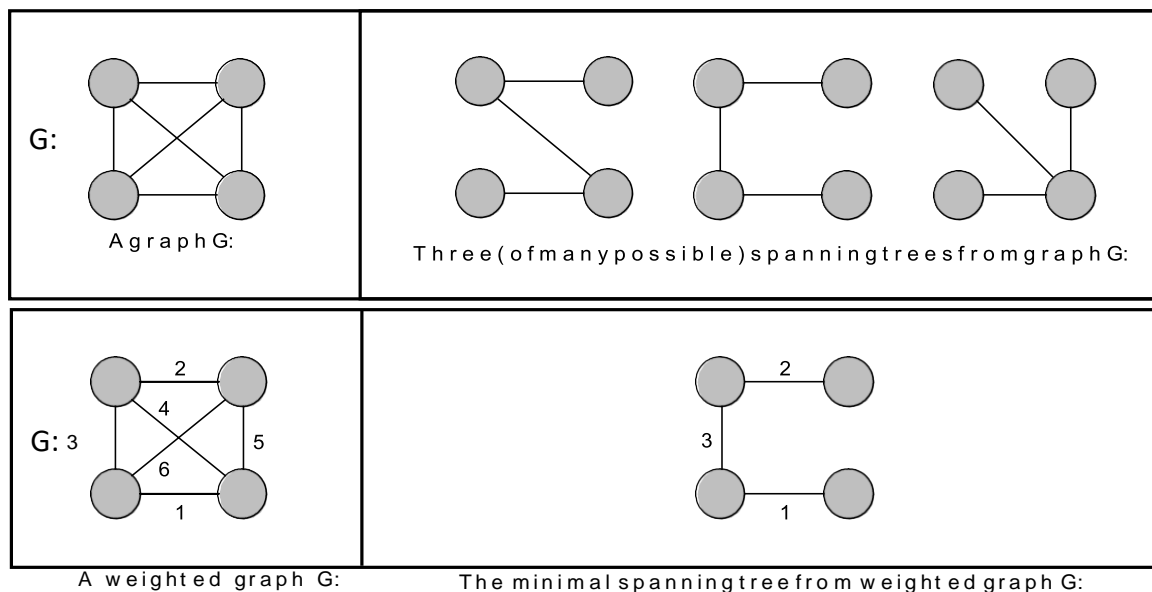 G:
A graph G:
Three (of many possible) spanning trees from graph G:
2
4
G: 3
5
6
1
2
3
1
A weighted graph G:
The minimal spanning tree from weighted graph G: